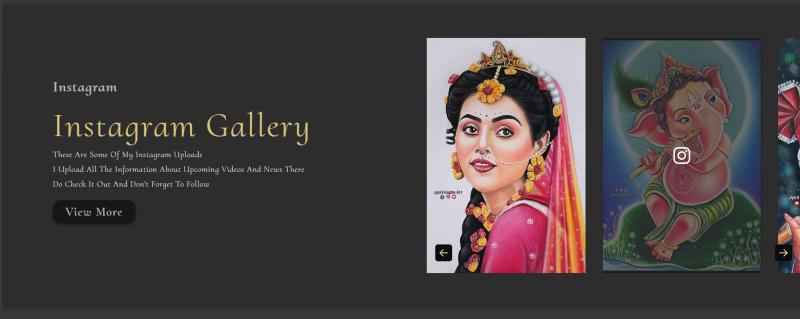 Instagram
Instagram Gallery
These Are Some Of My Instagram Uploads
I Upload All The Information About Upcoming Videos And News There
Do Check It Out And Don't Forget To Follow
View More
Jyoti Gupta Art